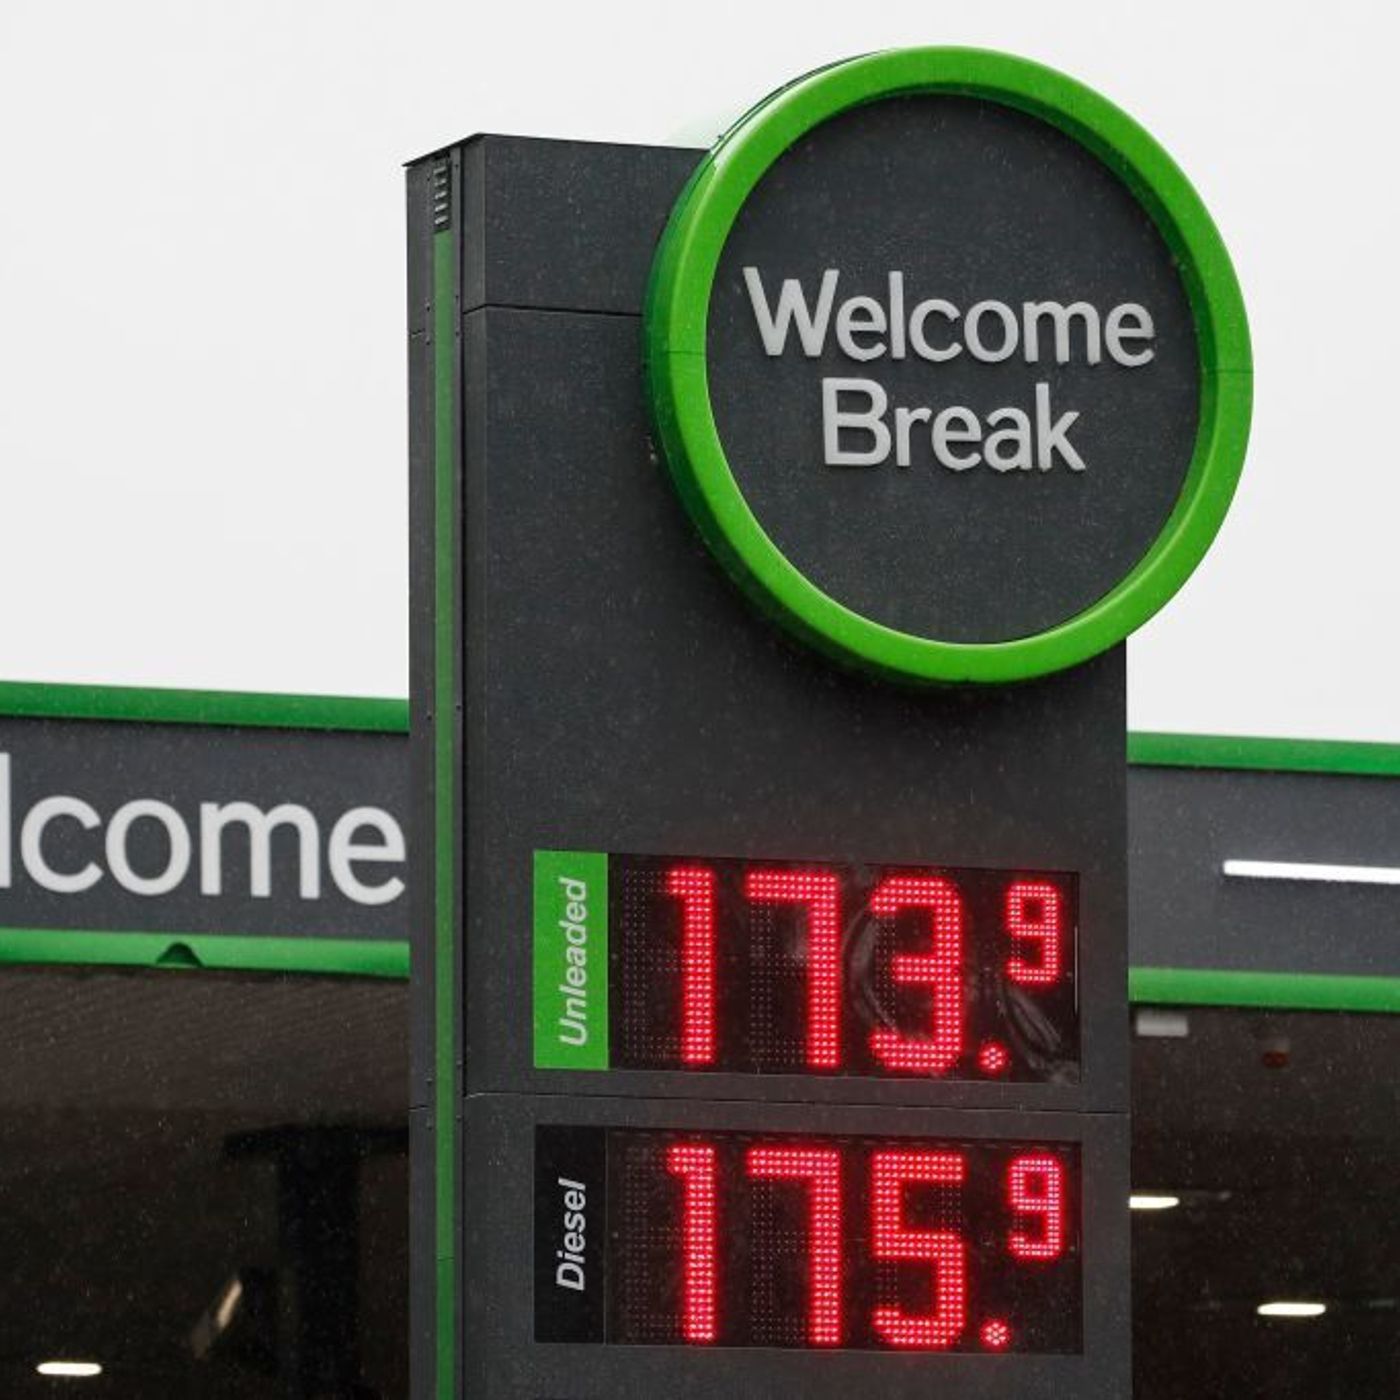 Welcome
Break
lcome
Unleaded 173.9
Diesel 175.9